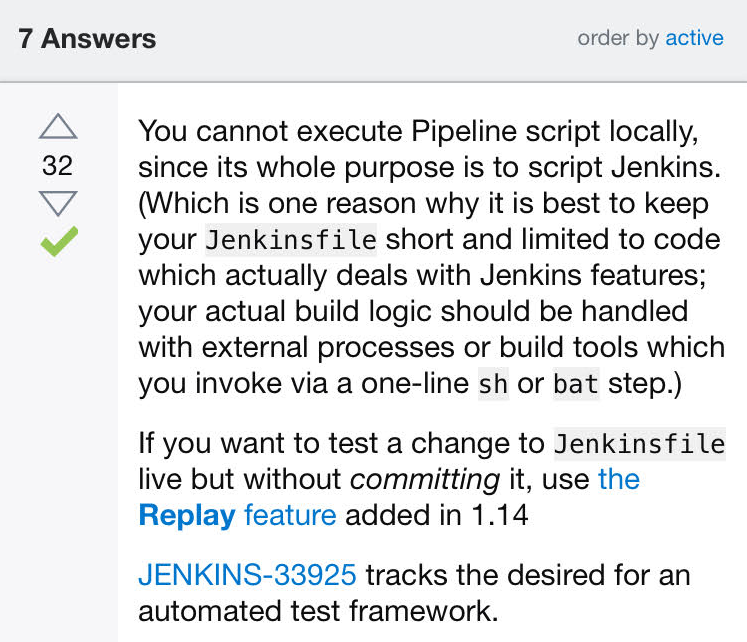 7 Answers
order by active
32
You cannot execute Pipeline script locally,
since its whole purpose is to script Jenkins.
(Which is one reason why it is best to keep
your Jenkinsfile short and limited to code
which actually deals with Jenkins features;
your actual build logic should be handled
with external processes or build tools which
you invoke via a one-line sh or bat step.)
If you want to test a change to Jenkinsfile
live but without committing it, use the
Replay feature added in 1.14
JENKINS-33925 tracks the desired for an
automated test framework.